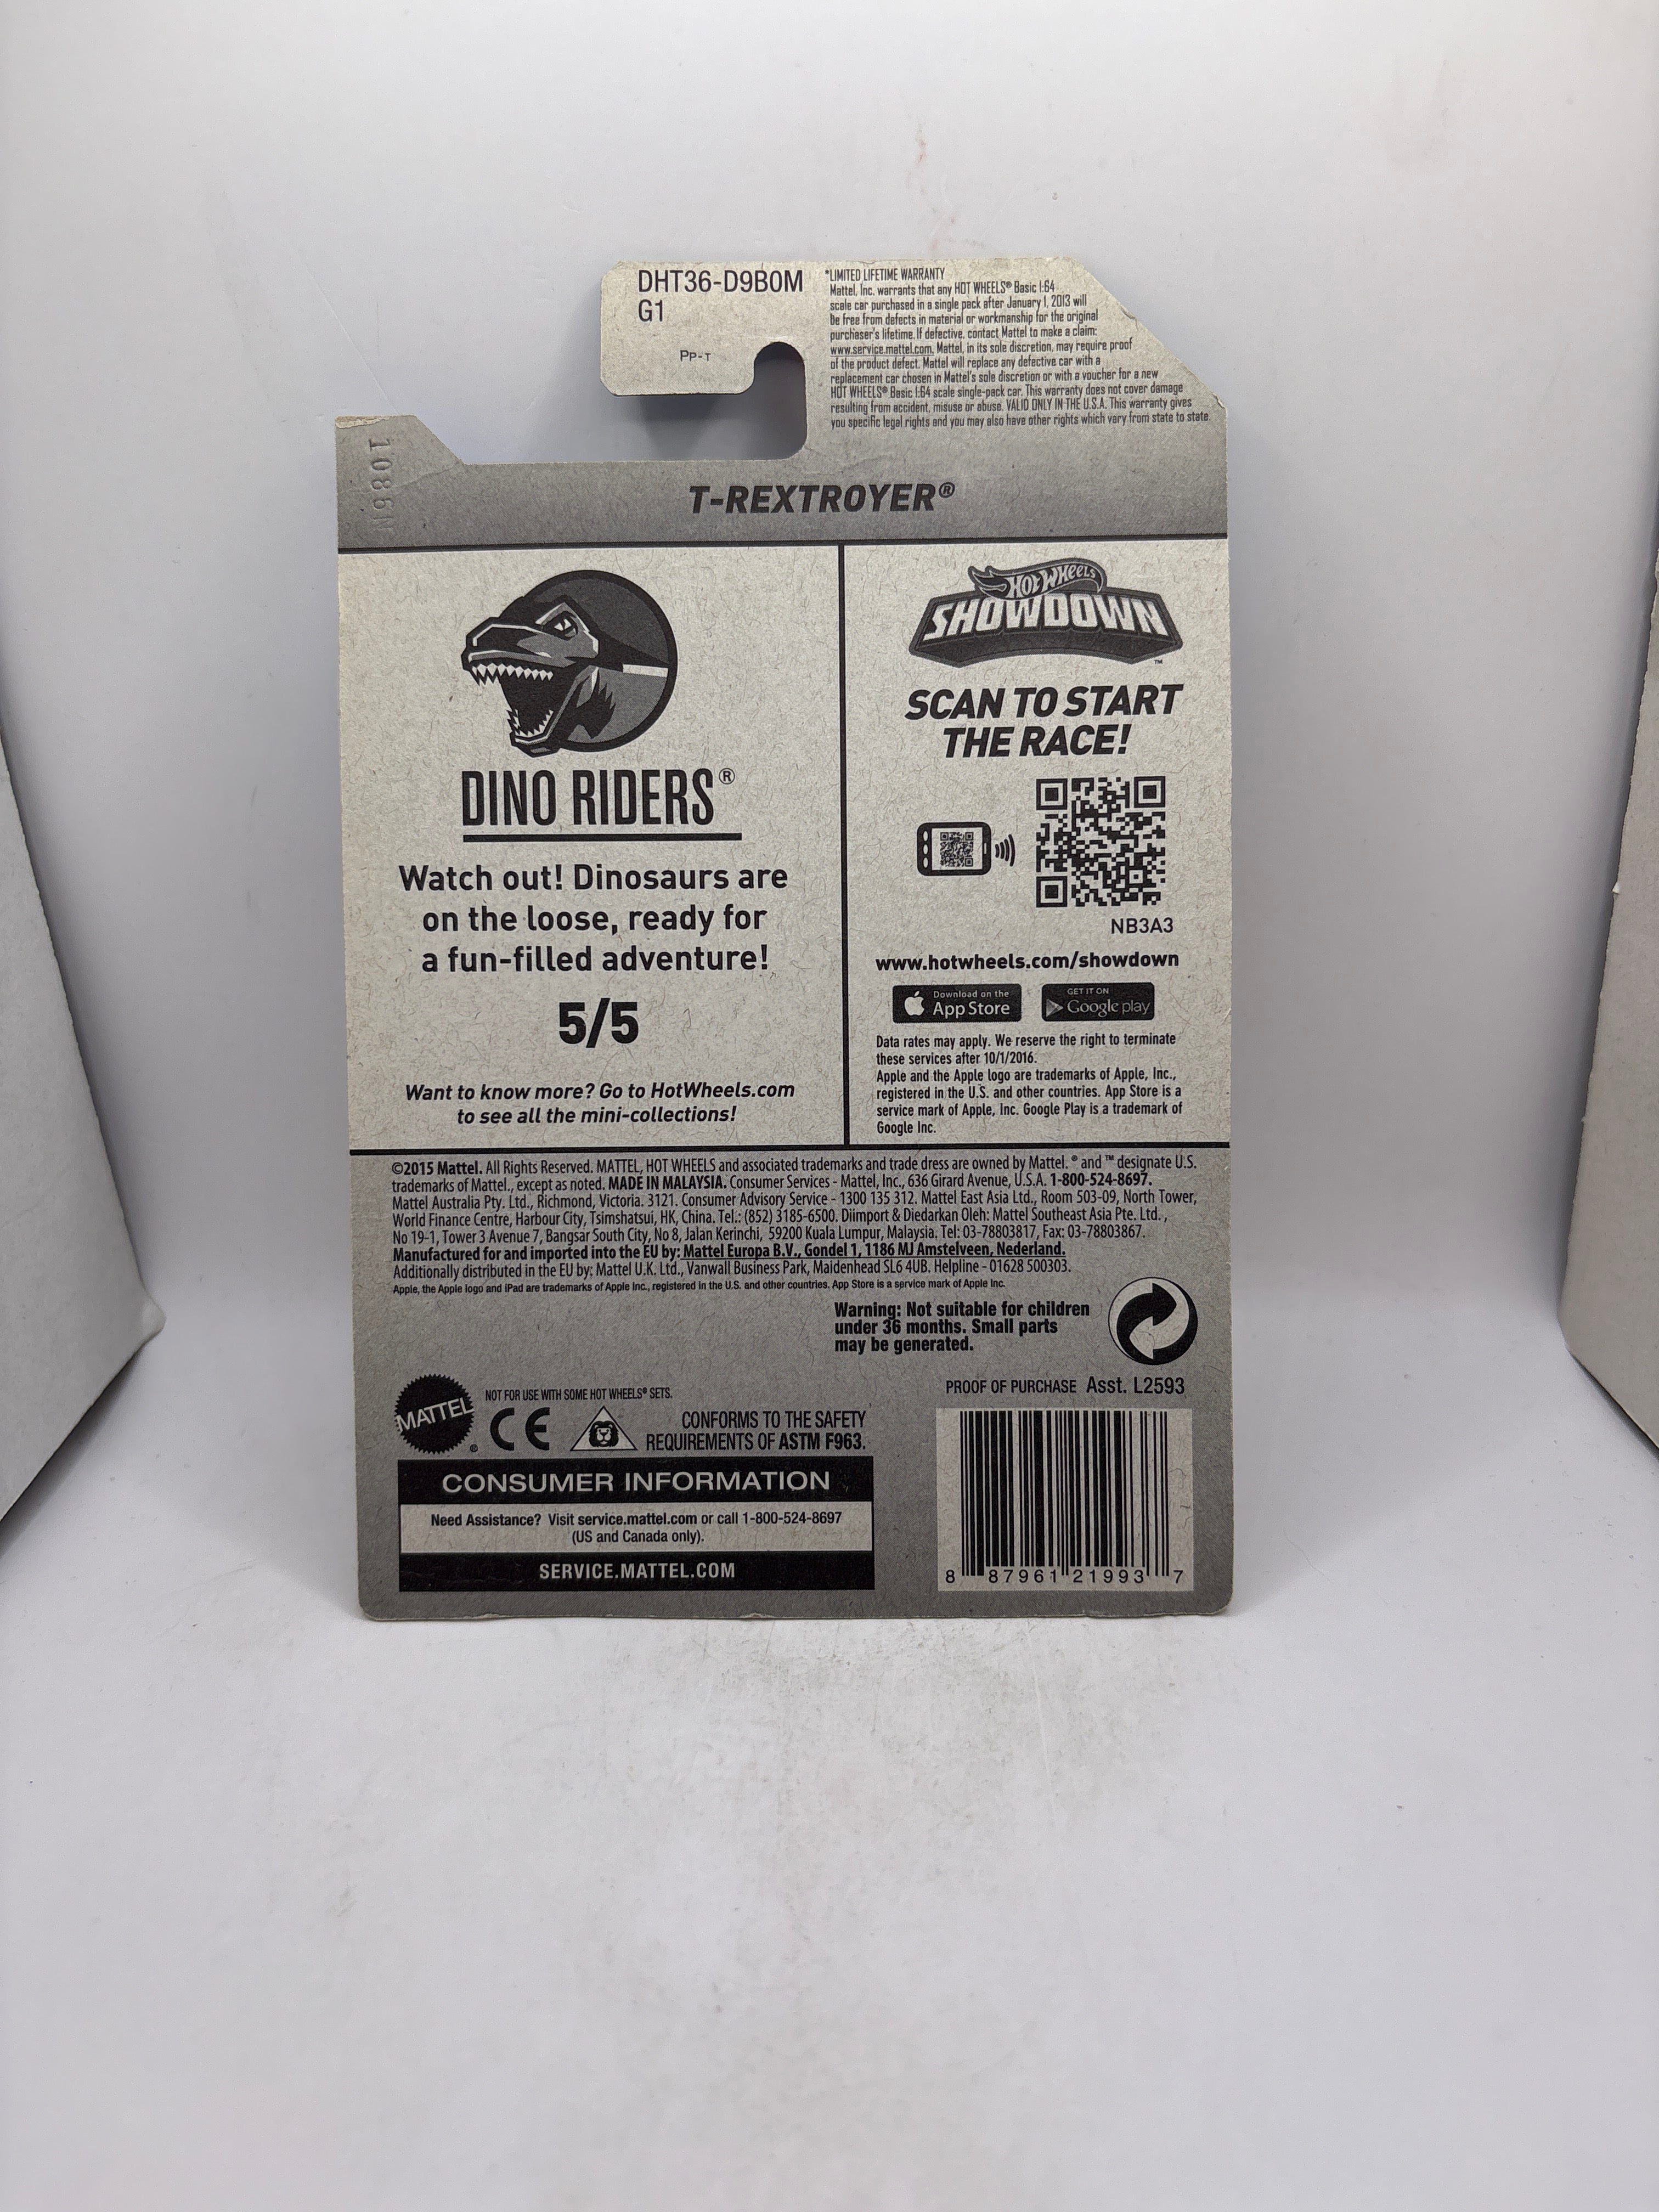 DHT36-D9B0M
G1
PP-T
*LIMITED LIFETIME WARRANTY
Mattel, Inc. warrants that any HOT WHEELS® Basic 1:64
scale car purchased in a single pack after January 1, 2013 will
be free from defects in material or workmanship for the original
purchaser's lifetime. If defective, contact Mattel to make a claim:
www.service.mattel.com. Mattel, in its sole discretion, may require proof
of the product defect. Mattel will replace any defective car with a
replacement car chosen in Mattel's sole discretion or with a voucher for a new
HOT WHEELS® Basic 1:64 scale single-pack car. This warranty does not cover damage
resulting from accident, misuse or abuse. VALID ONLY IN THE U.S.A. This warranty gives
you specific legal rights and you may also have other rights which vary from state to state.
T-REXTROYER®
DINO RIDERS®
Watch out! Dinosaurs are
on the loose, ready for
a fun-filled adventure!
5/5
Want to know more? Go to HotWheels.com
to see all the mini-collections!
Hot Wheels
SHOWDOWN™
SCAN TO START
THE RACE!
NB3A3
www.hotwheels.com/showdown
Download on the
App Store
GET IT ON
Google play
Data rates may apply. We reserve the right to terminate
these services after 10/1/2016.
Apple and the Apple logo are trademarks of Apple, Inc.,
registered in the U.S. and other countries. App Store is a
service mark of Apple, Inc. Google Play is a trademark of
Google Inc.
©2015 Mattel. All Rights Reserved. MATTEL, HOT WHEELS and associated trademarks and trade dress are owned by Mattel. ® and ™ designate U.S.
trademarks of Mattel, except as noted. MADE IN MALAYSIA. Consumer Services - Mattel, Inc., 636 Girard Avenue, U.S.A. 1-800-524-8697.
Mattel Australia Pty. Ltd., Richmond, Victoria. 3121. Consumer Advisory Service - 1300 135 312. Mattel East Asia Ltd., Room 503-09, North Tower,
World Finance Centre, Harbour City, Tsimshatsui, HK, China. Tel.: (852) 3185-6500. Diimport & Diedarkan Oleh: Mattel Southeast Asia Pte. Ltd.,
No 19-1, Tower 3 Avenue 7, Bangsar South City, No 8, Jalan Kerinchi, 59200 Kuala Lumpur, Malaysia. Tel: 03-78803817, Fax: 03-78803867.
Manufactured for and imported into the EU by: Mattel Europa B.V., Gondel 1, 1186 MJ Amstelveen, Nederland.
Additionally distributed in the EU by: Mattel U.K. Ltd., Vanwall Business Park, Maidenhead SL6 4UB. Helpline - 01628 500303.
Apple, the Apple logo and iPad are trademarks of Apple Inc., registered in the U.S. and other countries. App Store is a service mark of Apple Inc.
Warning: Not suitable for children
under 36 months. Small parts
may be generated.
MATTEL®
NOT FOR USE WITH SOME HOT WHEELS® SETS.
CE
CONFORMS TO THE SAFETY
REQUIREMENTS OF ASTM F963.
PROOF OF PURCHASE Asst. L2593
CONSUMER INFORMATION
Need Assistance? Visit service.mattel.com or call 1-800-524-8697
(US and Canada only).
SERVICE.MATTEL.COM
8 87961 21993 7